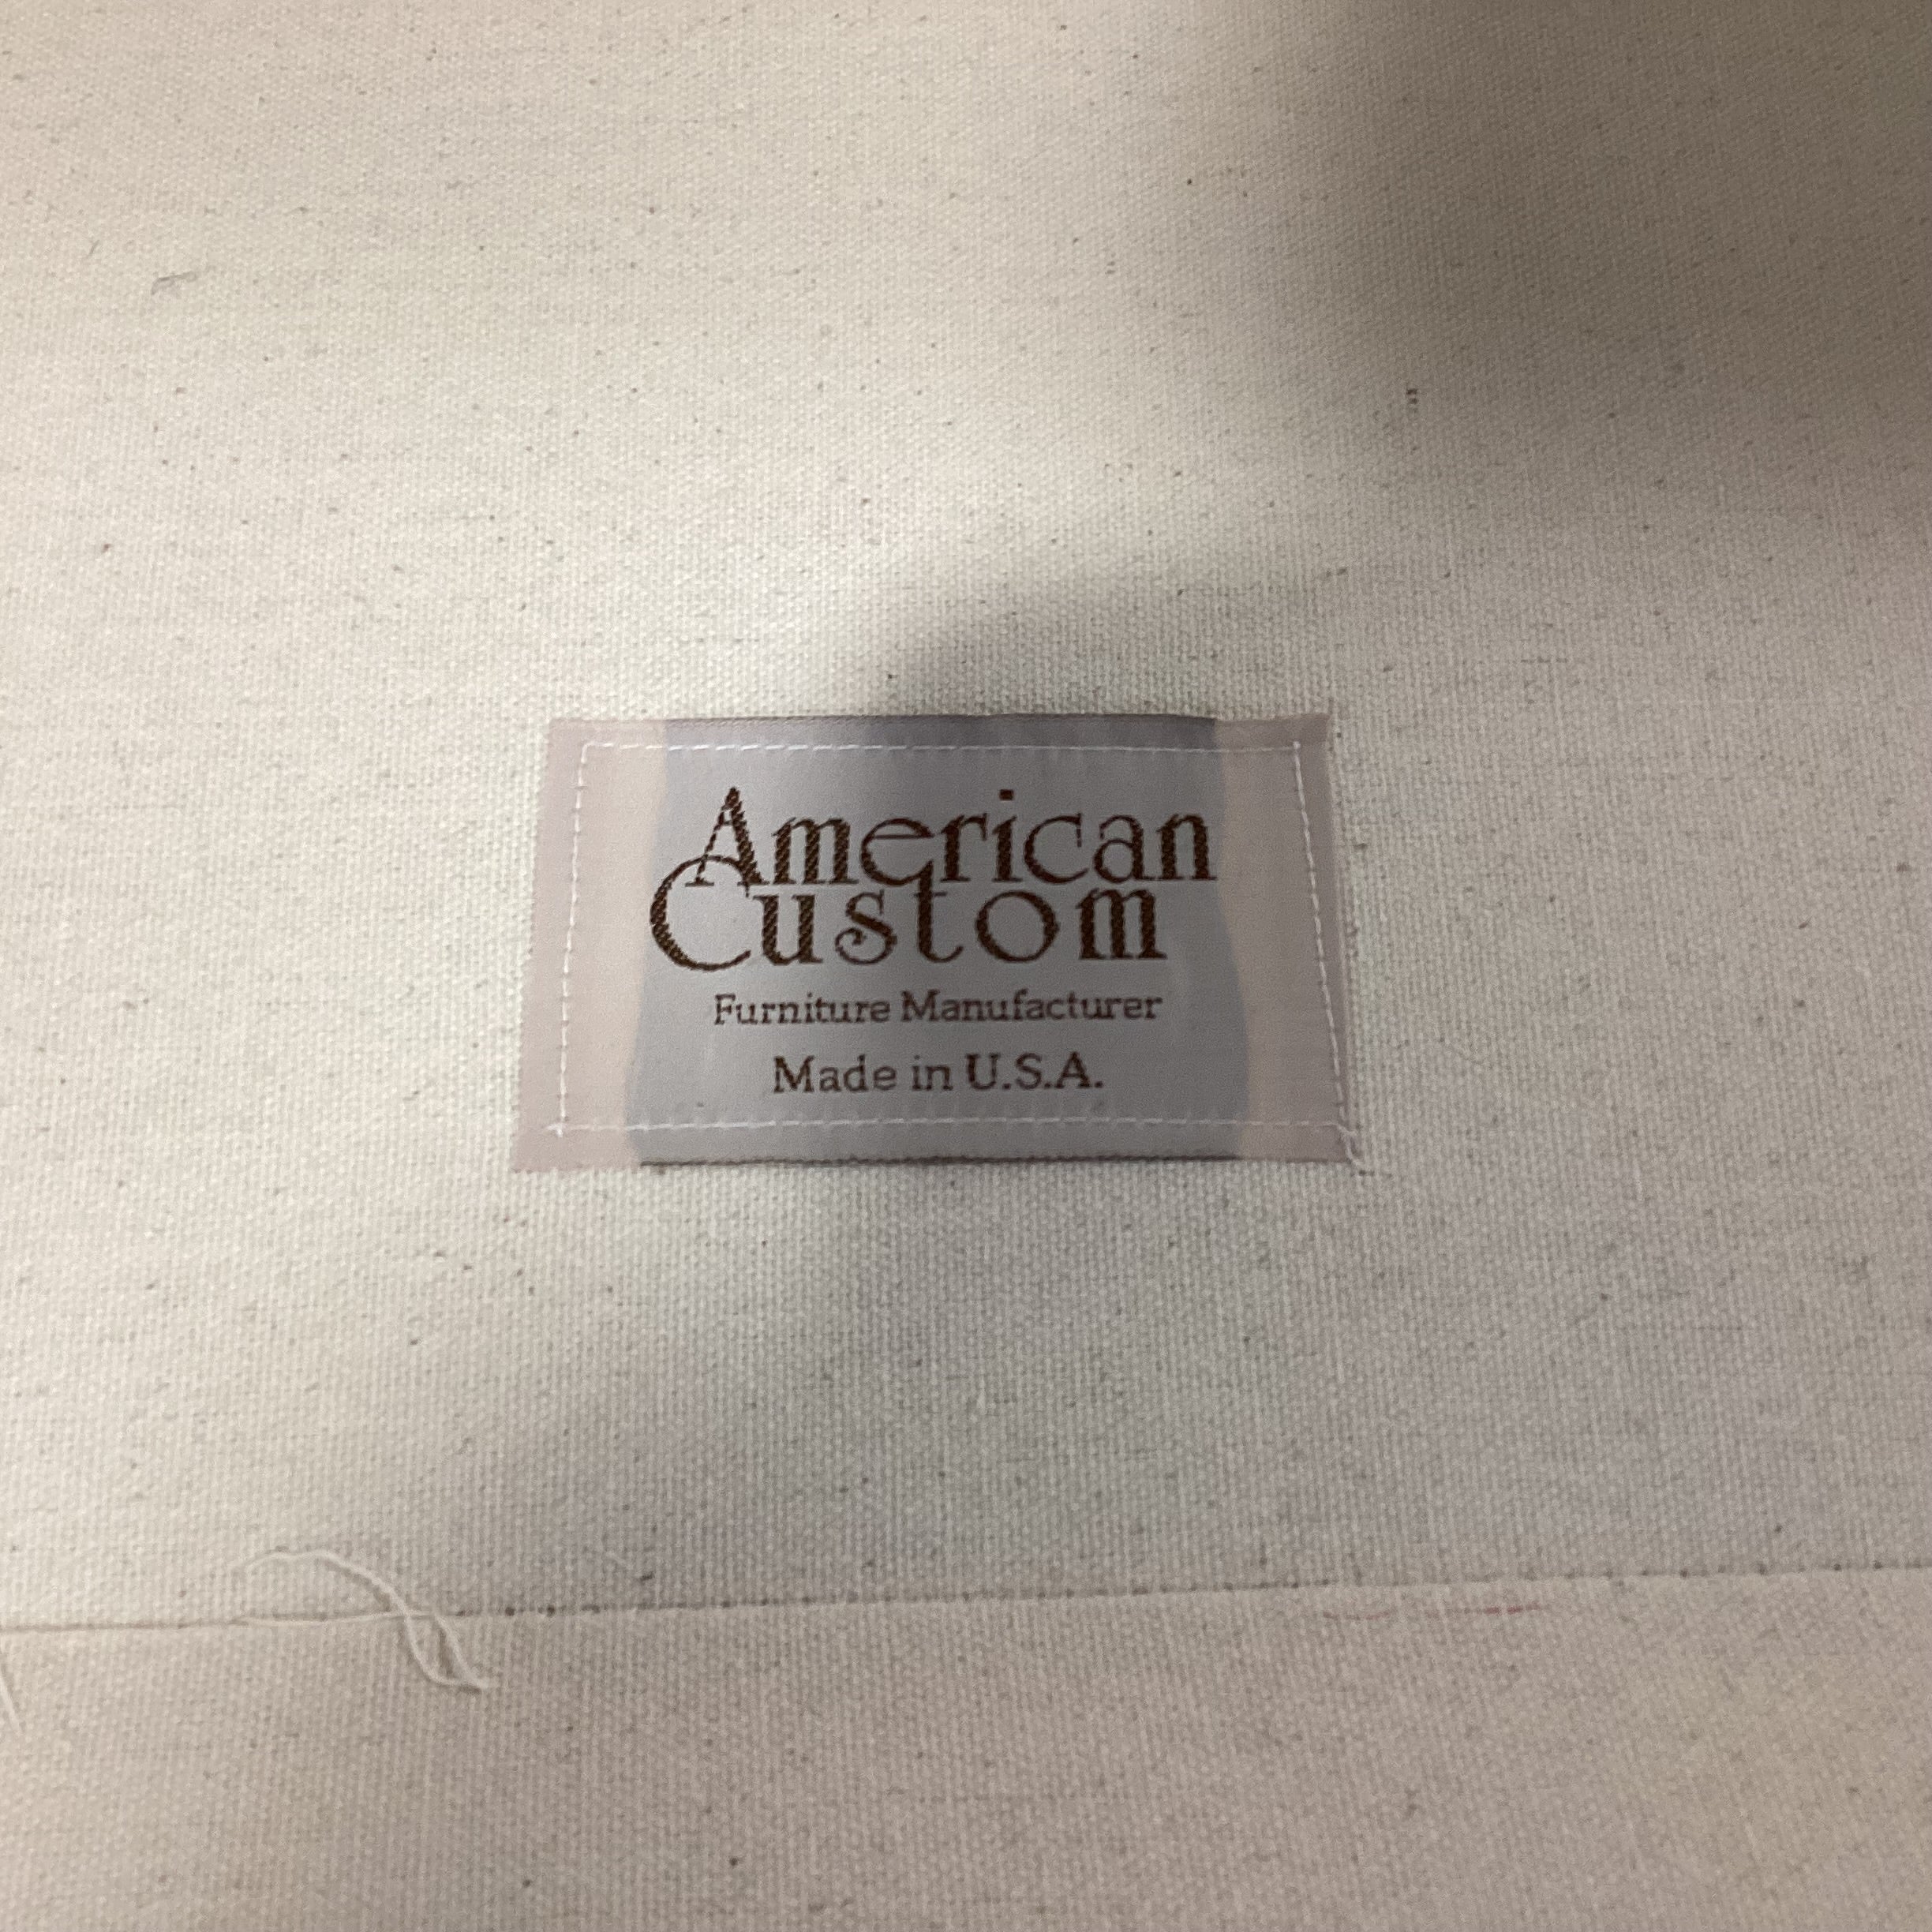 American
Custom
Furniture Manufacturer
Made in U.S.A.